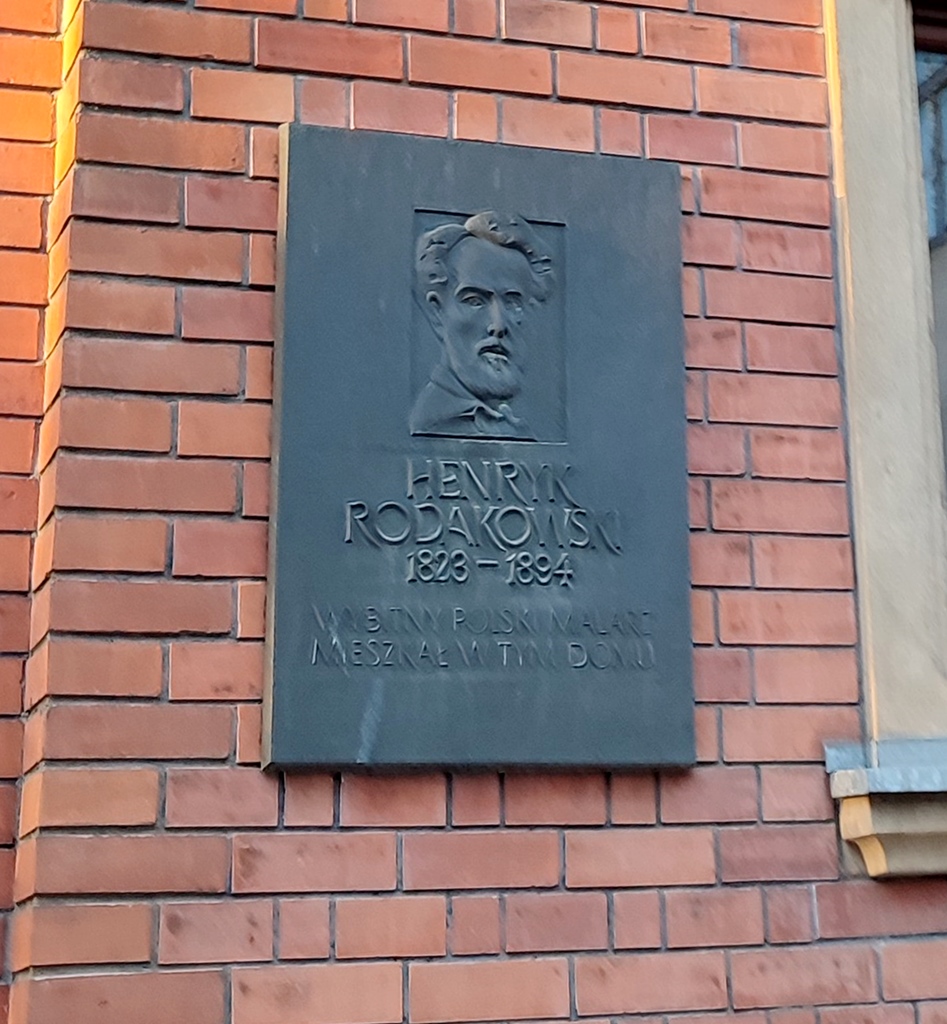 HENRYK
RODAKOWSKI
1823-1894
WYBITNY POLSKI MALARZ
MIESZKAŁ W TYM DOMU